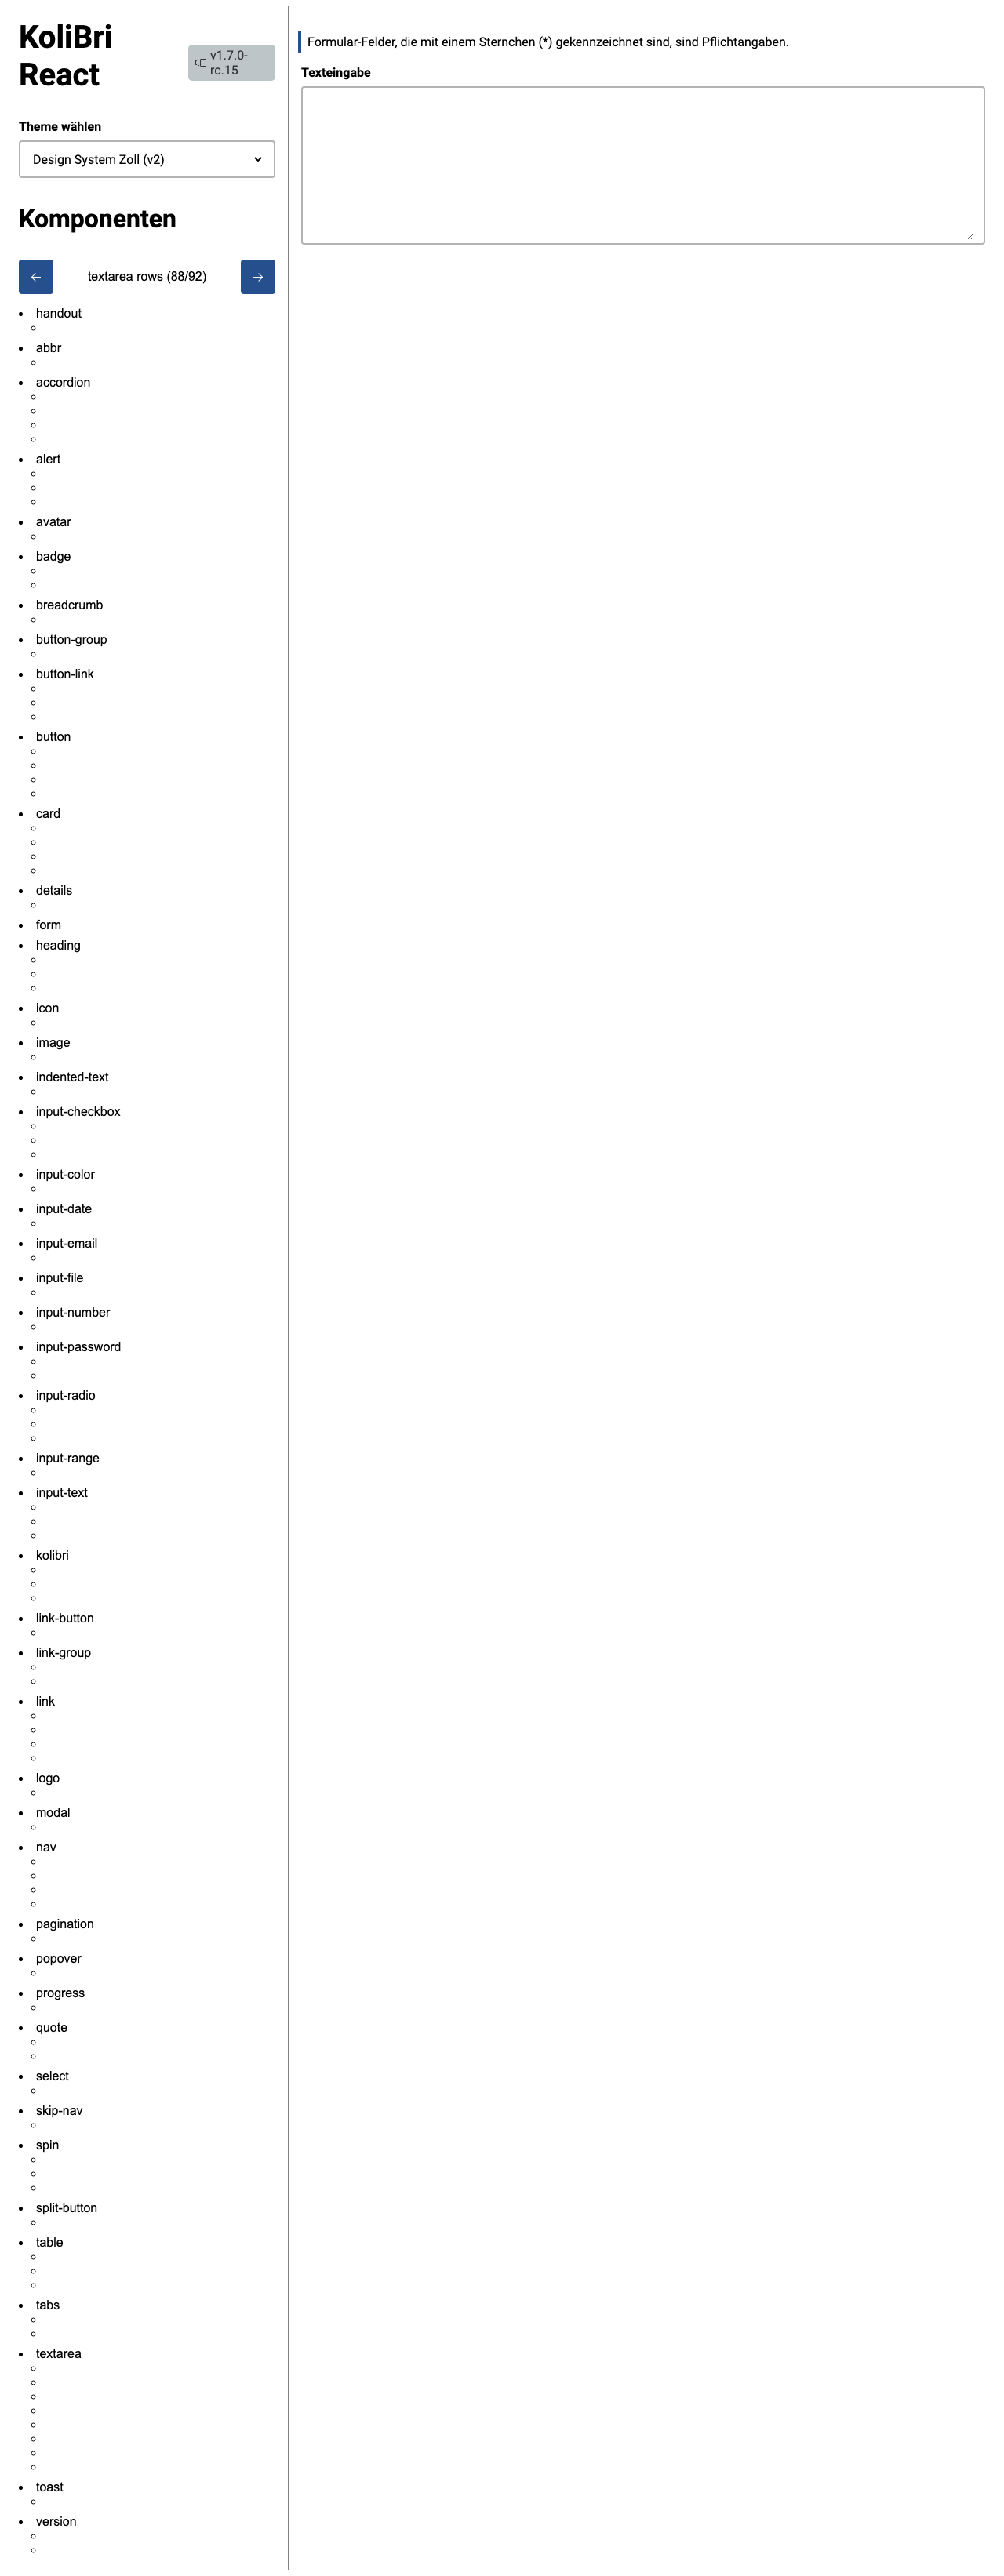 KoliBri
React
v1.7.0-
rc.15
Theme wählen
Design System Zoll (v2)
Komponenten
textarea rows (88/92)
handout
abbr
accordion
alert
avatar
badge
breadcrumb
button-group
button-link
button
card
details
form
heading
icon
image
indented-text
input-checkbox
input-color
input-date
input-email
input-file
input-number
input-password
input-radio
input-range
input-text
kolibri
link-button
link-group
link
logo
modal
nav
pagination
popover
progress
quote
select
skip-nav
spin
split-button
table
tabs
textarea
toast
version
Formular-Felder, die mit einem Sternchen (*) gekennzeichnet sind, sind Pflichtangaben.
Texteingabe